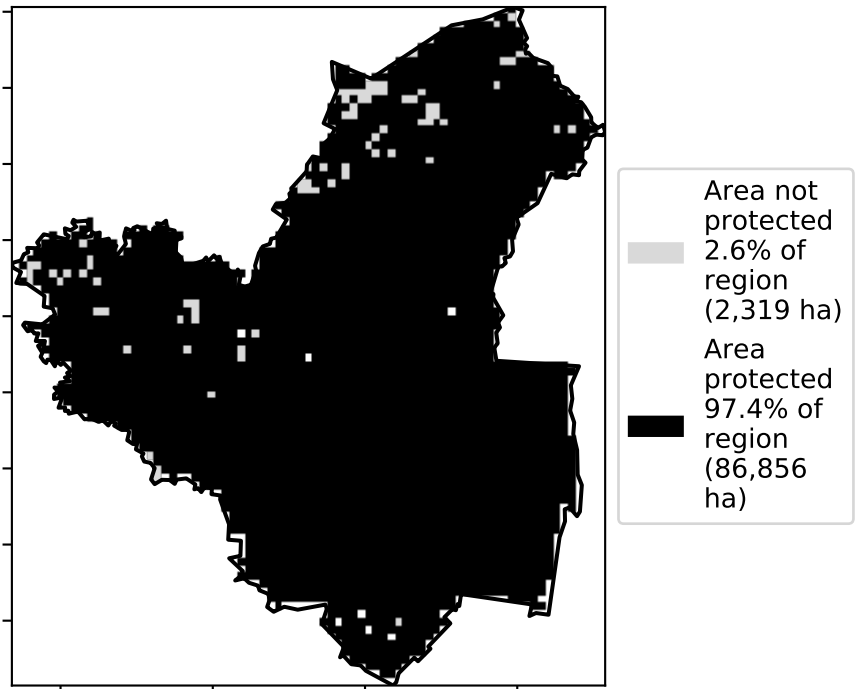 Area not
protected
2.6% of
region
(2,319 ha)
Area
protected
97.4% of
region
(86,856
ha)